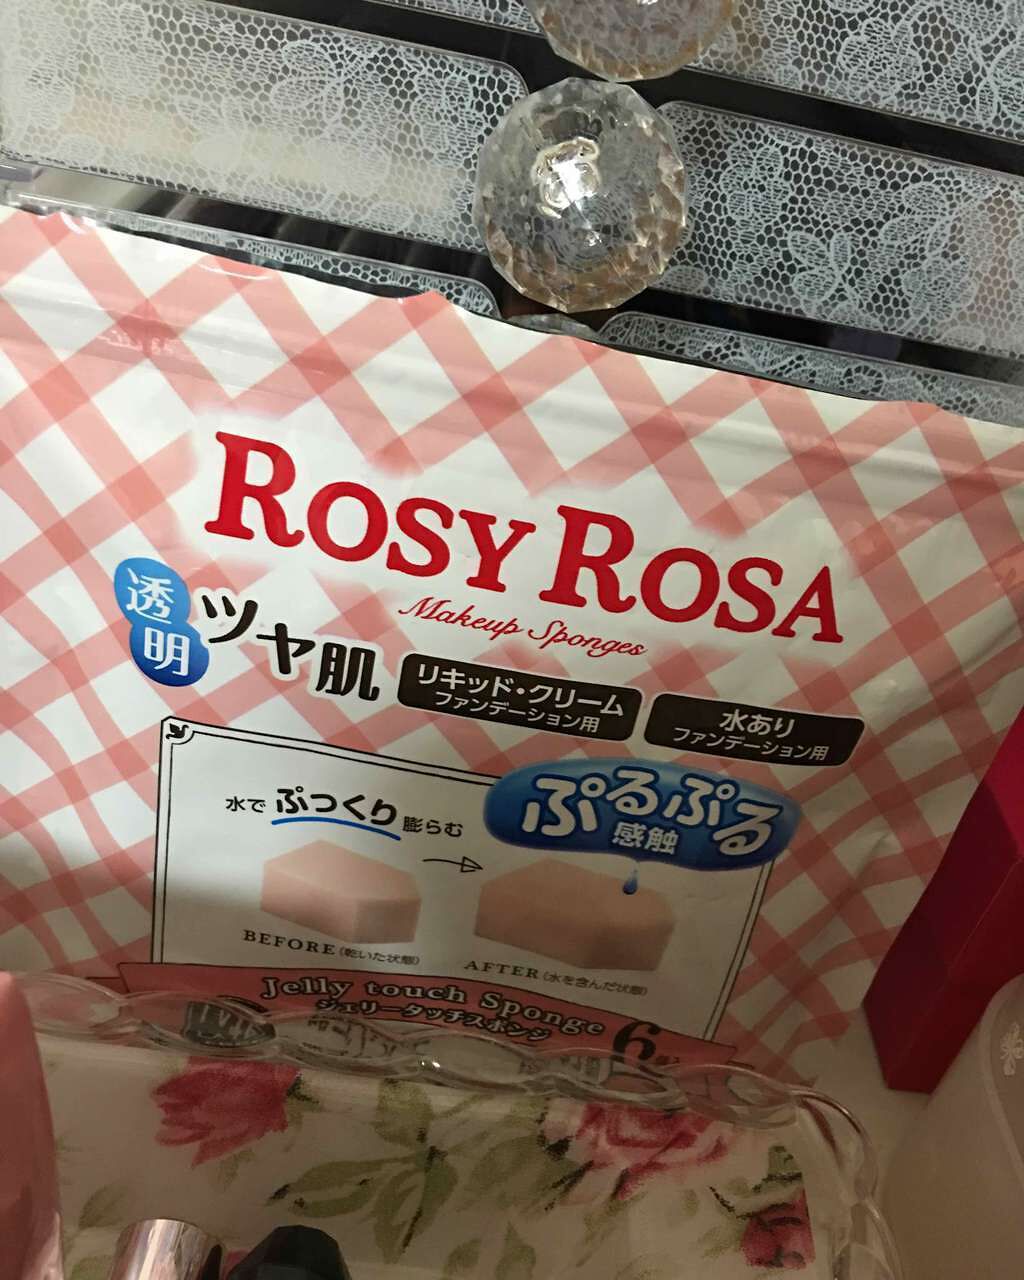 ROSY ROSA
Makeup Sponges
透明
ツヤ肌
リキッド・クリーム
ファンデーション用
水あり
ファンデーション用
水でぷっくり膨らむ
ぷるぷる
感触
BEFORE(乾いた状態)
AFTER(水を含んだ状態)
Jelly touch Sponge
ジェリータッチスポンジ
6